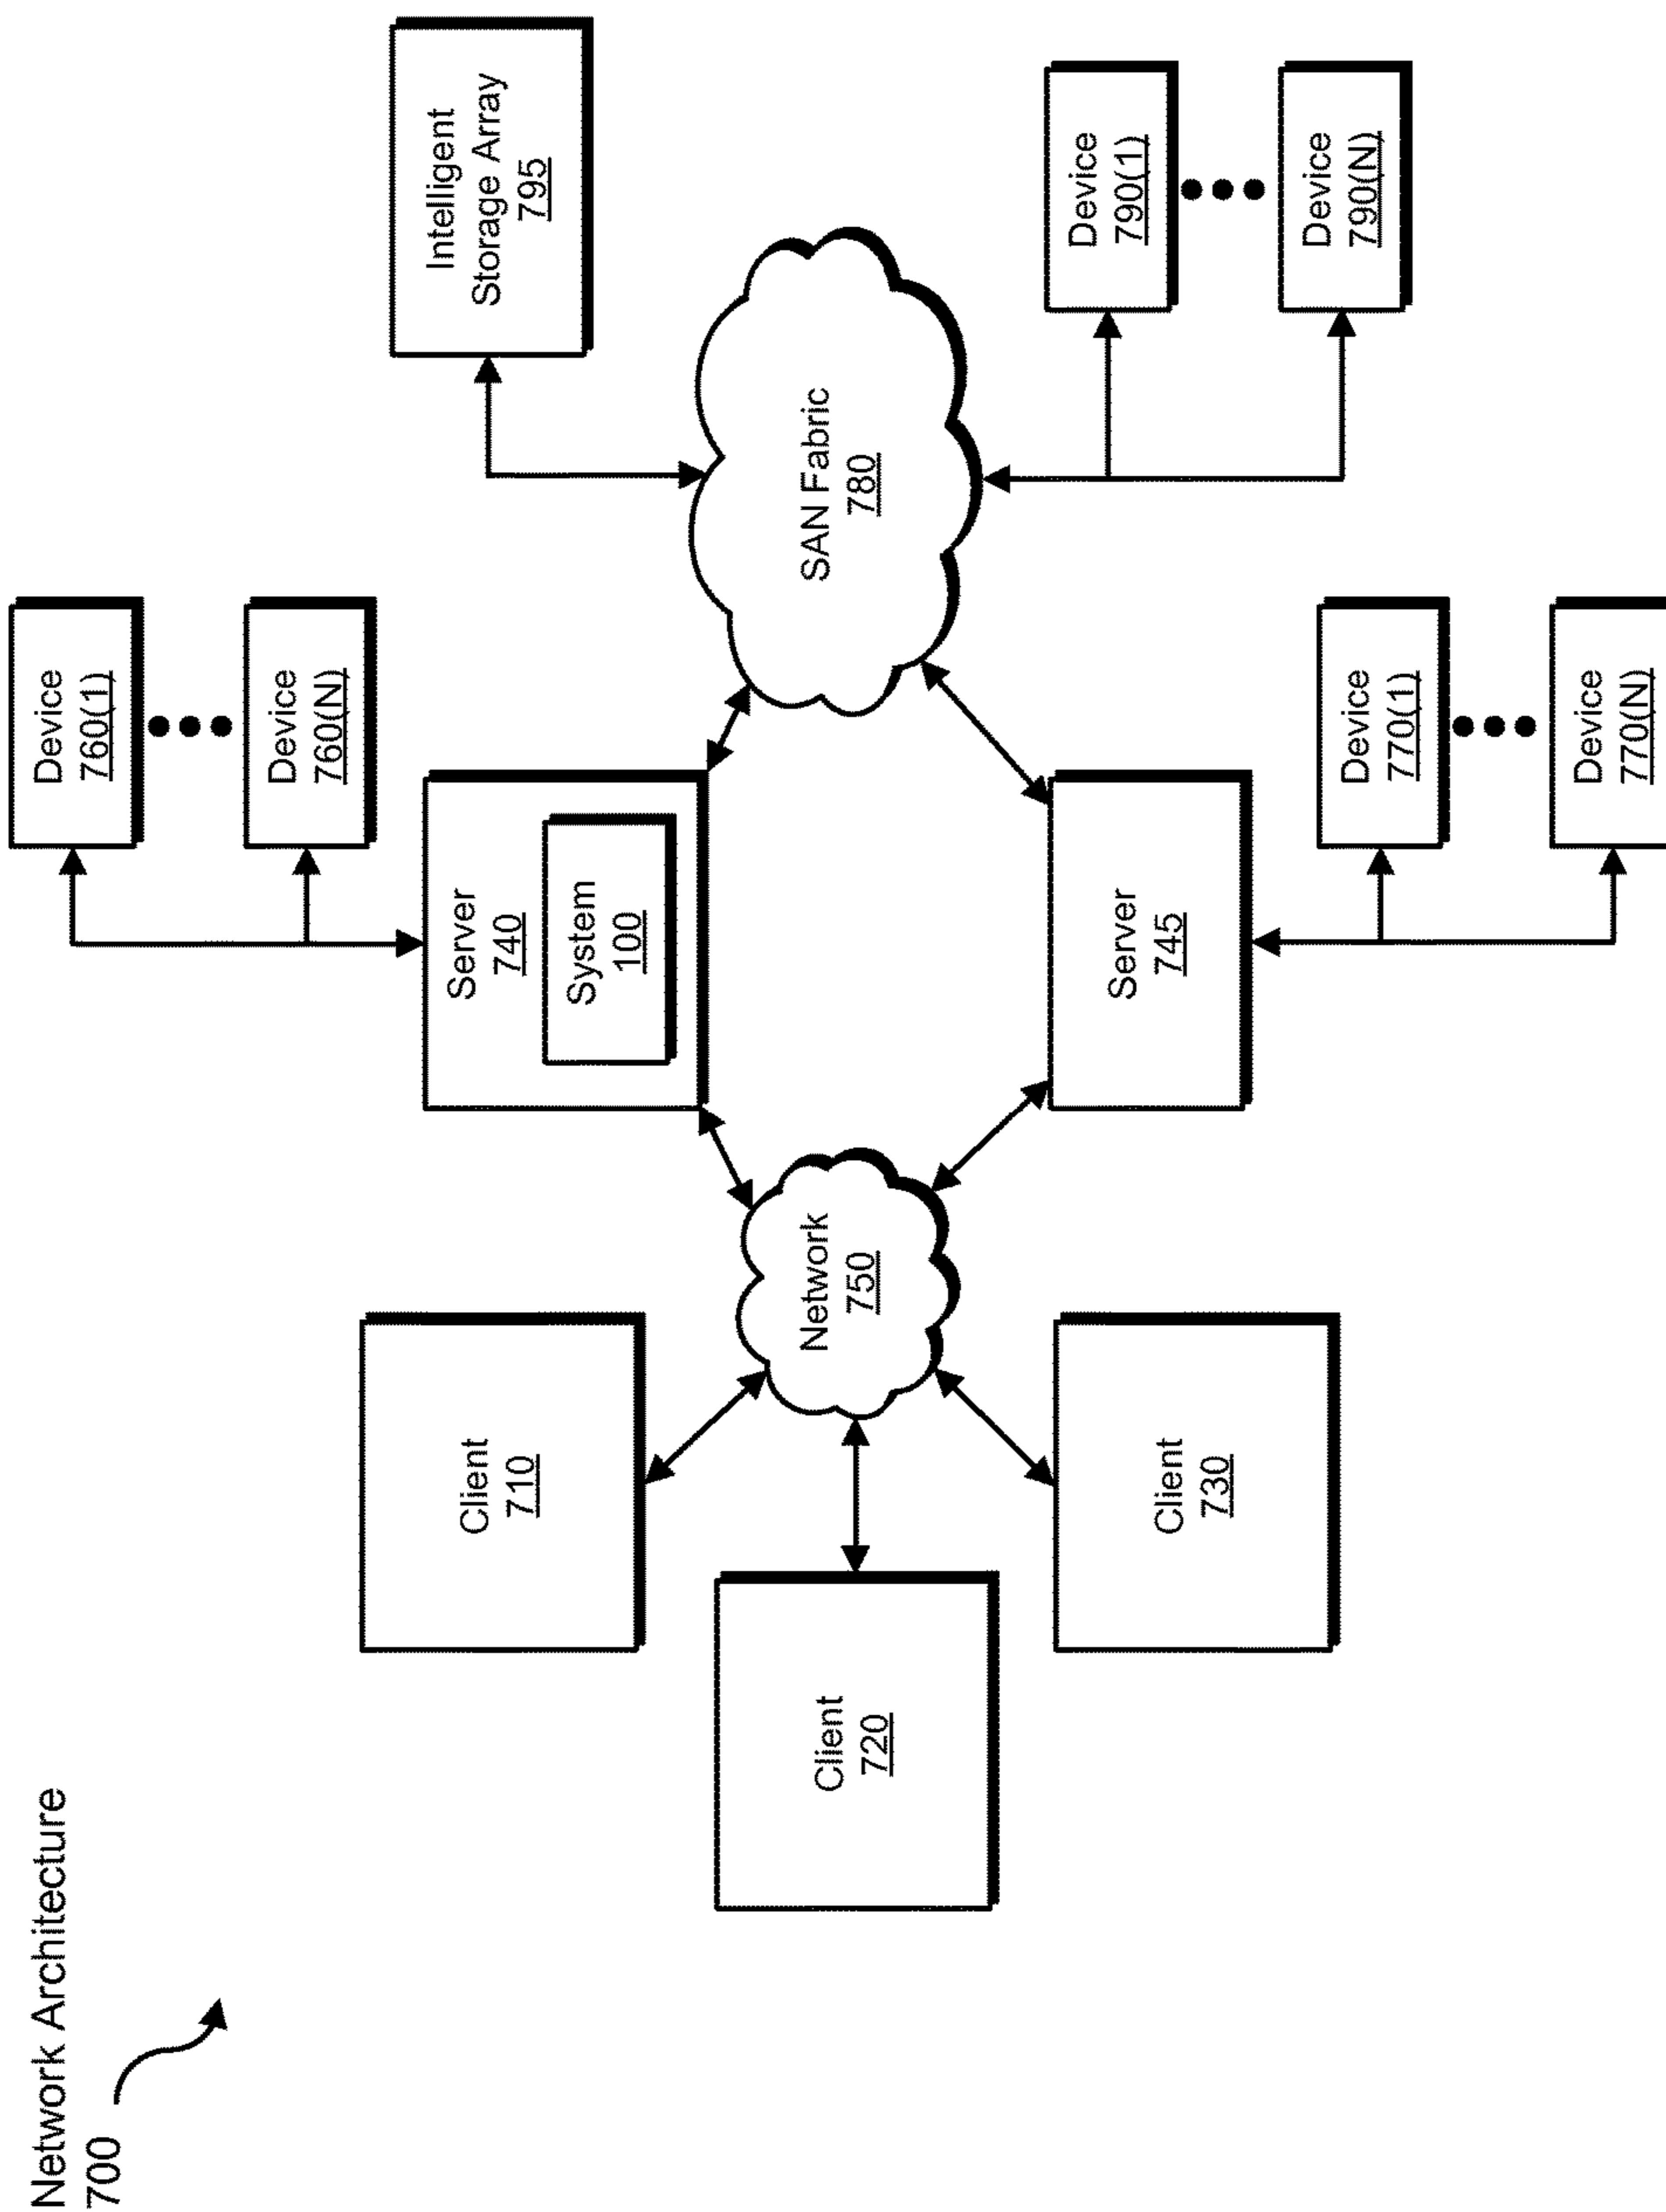 Network Architecture
700
Device
760(1)
Device
760(N)
Intelligent
Storage Array
795
Client
710
Server
740
System
100
Client
720
Network
750
SAN Fabric
780
Client
730
Server
745
Device
790(1)
Device
790(N)
Device
770(1)
Device
770(N)